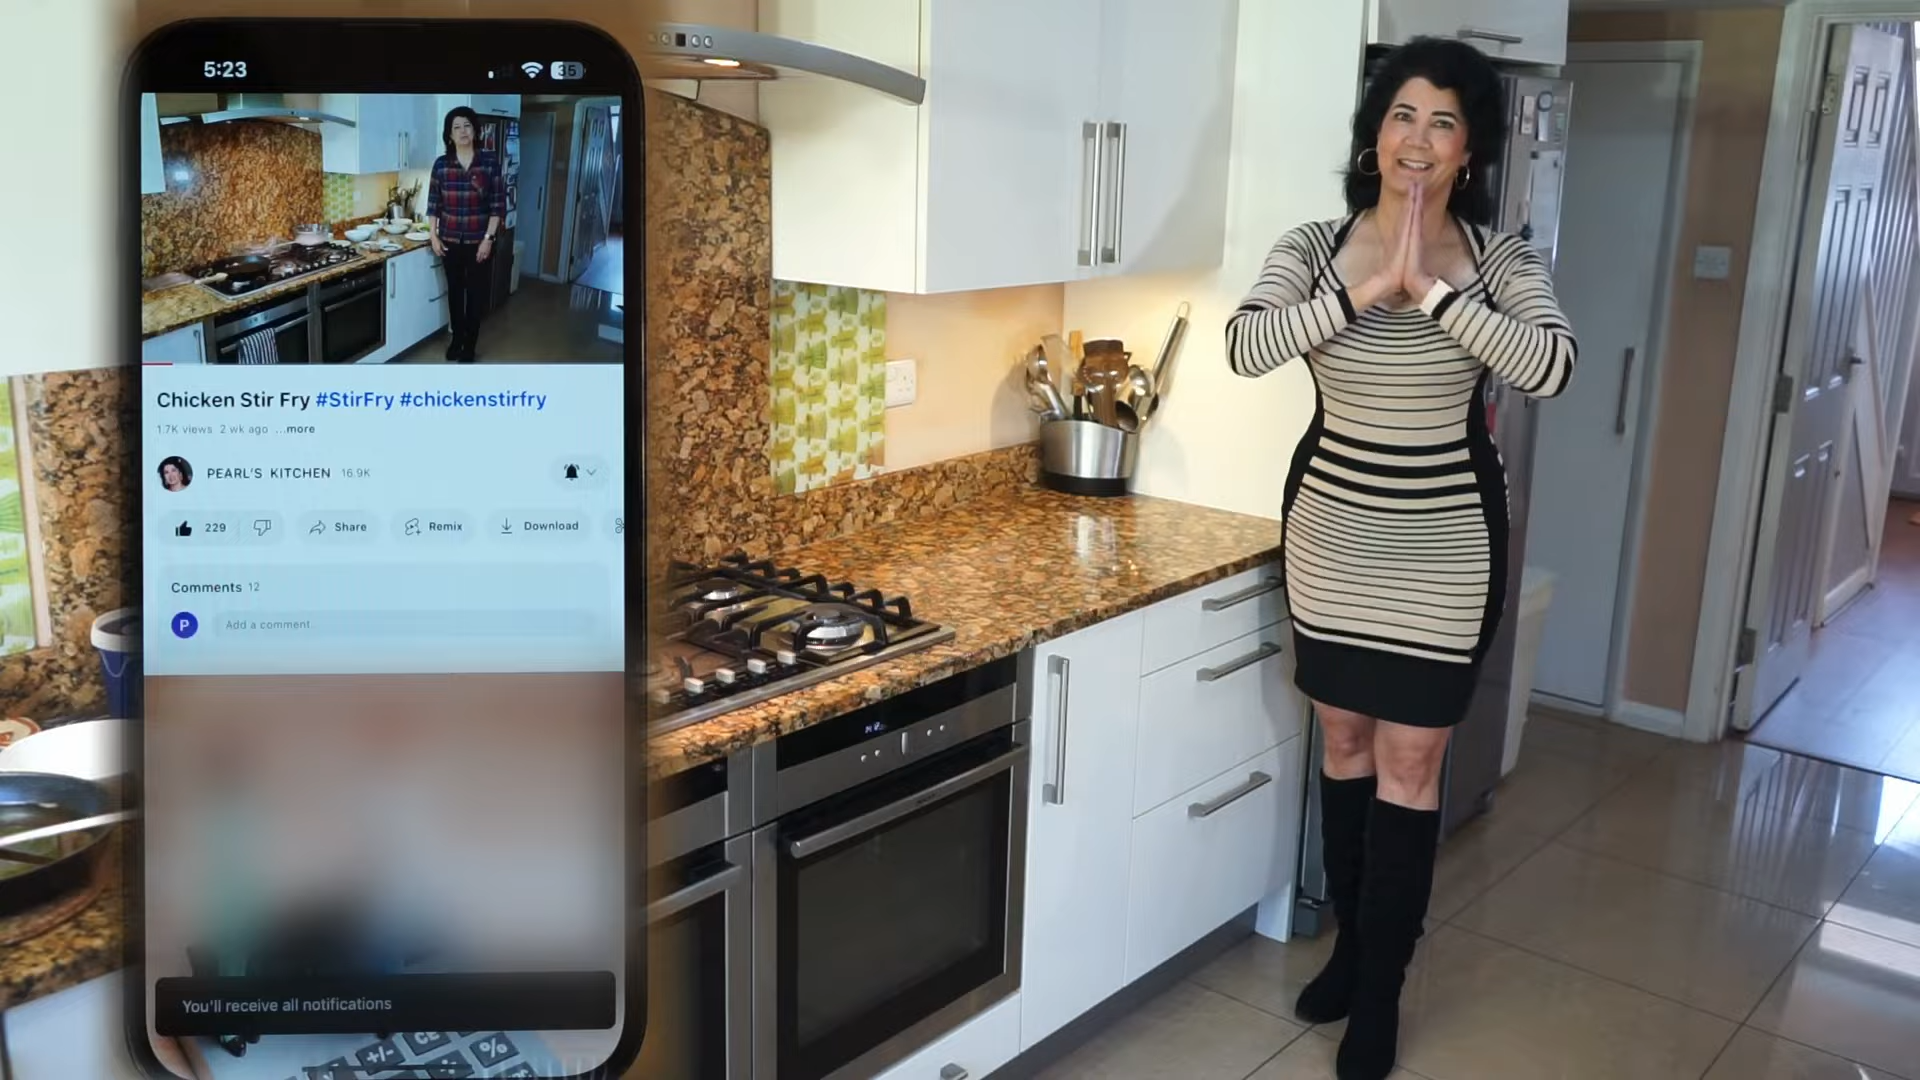 5:23
35
Chicken Stir Fry #StirFry #chickenstirfry
1.7K views 2 wk ago ...more
PEARL'S KITCHEN 16.9K
229
Share
Remix
Download
Comments 12
P
Add a comment...
You'll receive all notifications
+/-
CE
%